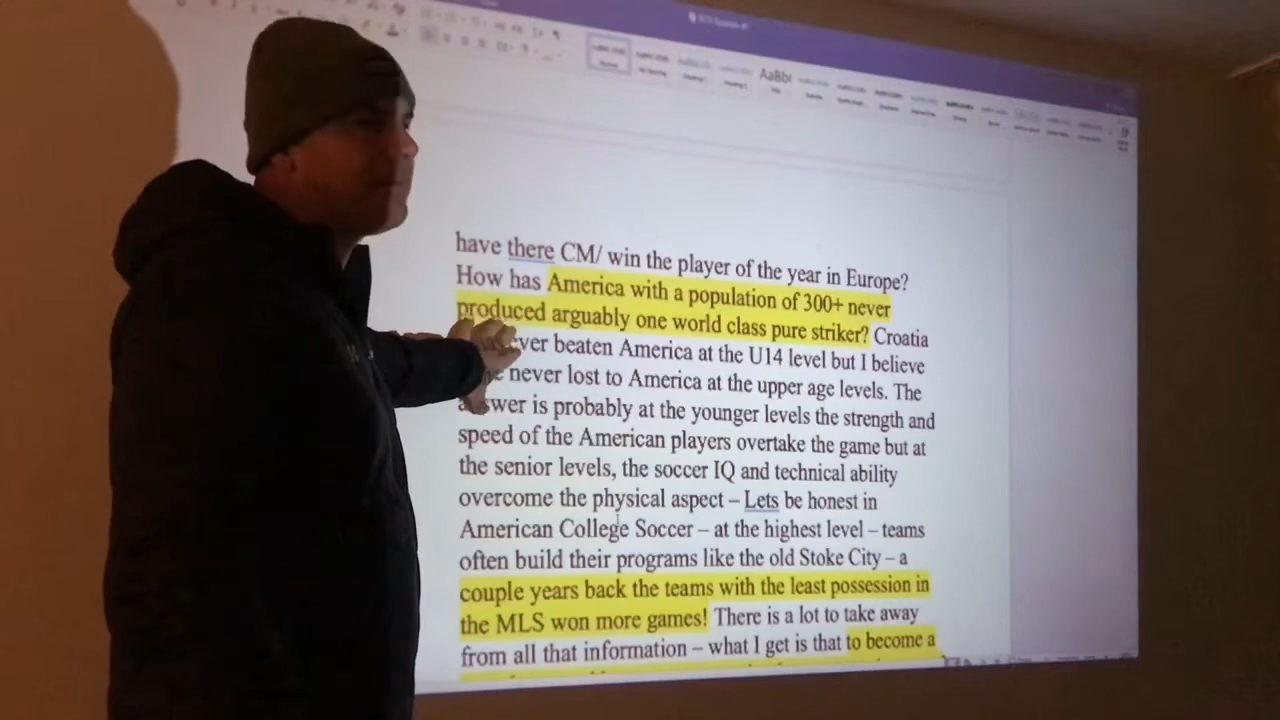 AaBbC
have there CM/ win the player of the year in Europe?
How has America with a population of 300+ never
produced arguably one world class pure striker? Croatia
ever beaten America at the U14 level but I believe
never lost to America at the upper age levels. The
answer is probably at the younger levels the strength and
speed of the American players overtake the game but at
the senior levels, the soccer IQ and technical ability
overcome the physical aspect – Lets be honest in
American College Soccer – at the highest level – teams
often build their programs like the old Stoke City – a
couple years back the teams with the least possession in
the MLS won more games! There is a lot to take away
from all that information – what I get is that to become a